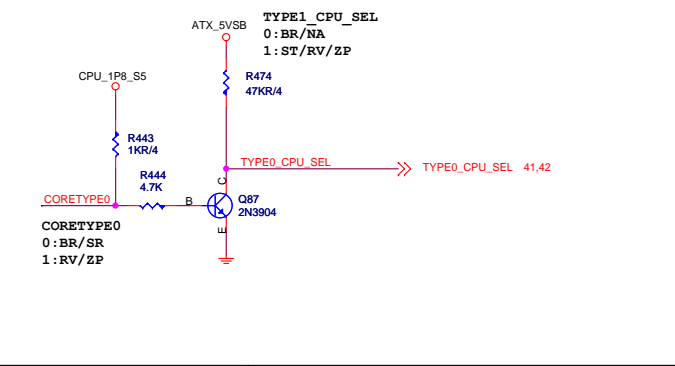 ATX_5VSB
TYPE1_CPU_SEL
0:BR/NA
1:ST/RV/ZP
CPU_1P8_S5
R474
47KR/4
R443
1KR/4
TYPE0_CPU_SEL
TYPE0_CPU_SEL 41,42
R444
4.7K
C
CORETYPE0
B
Q87
2N3904
E
CORETYPE0
0:BR/SR
1:RV/ZP